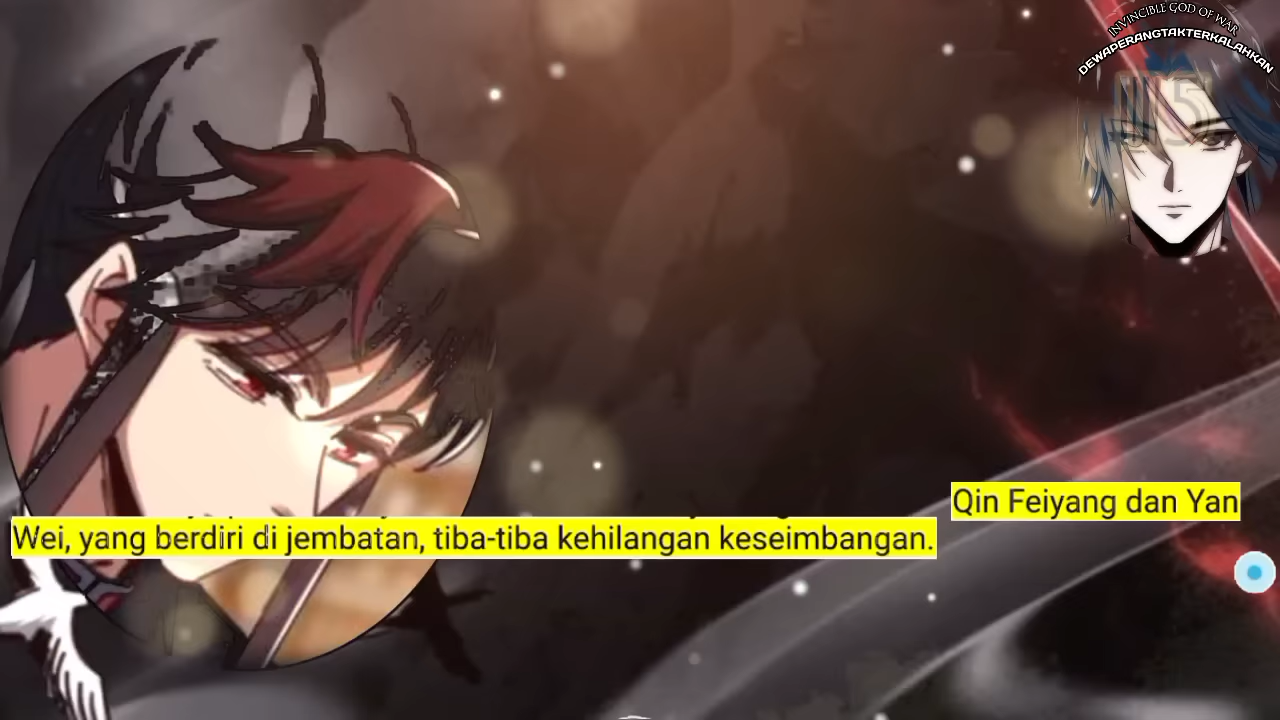 INVINCIBLE GOD OF WAR
DEWAPERANGTAKTERKALAHKAN
Qin Feiyang dan Yan
Wei, yang berdiri di jembatan, tiba-tiba kehilangan keseimbangan.